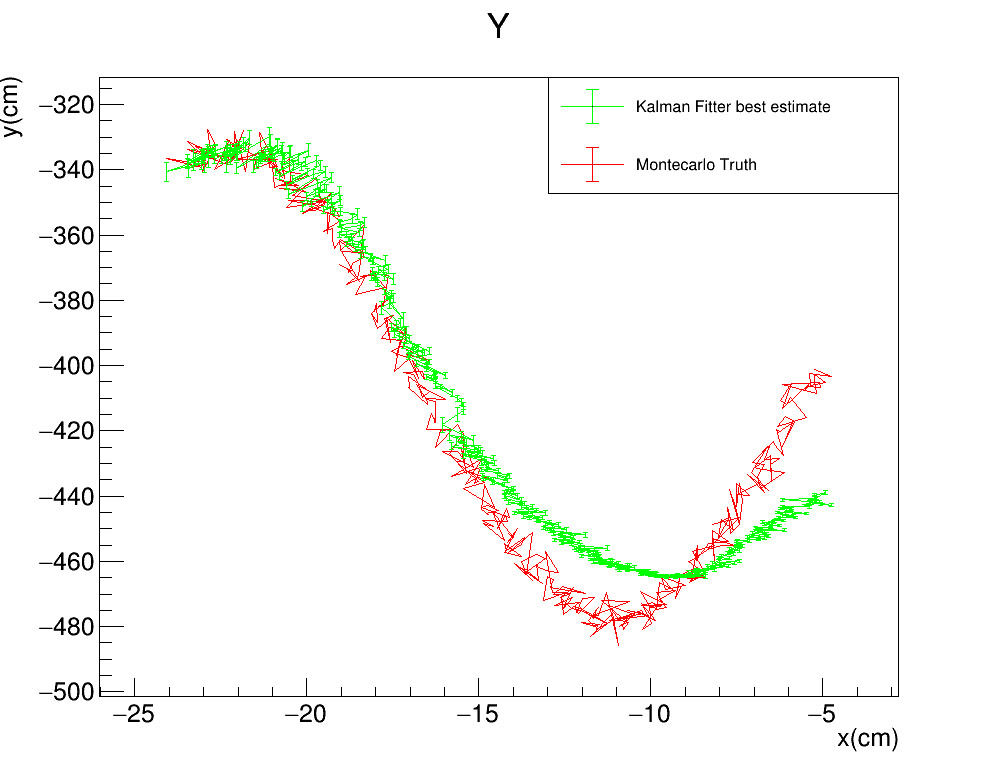 Y
y(cm)
Kalman Fitter best estimate
Montecarlo Truth
−320
−340
−360
−380
−400
−420
−440
−460
−480
−500
−25 −20 −15 −10 −5
x(cm)